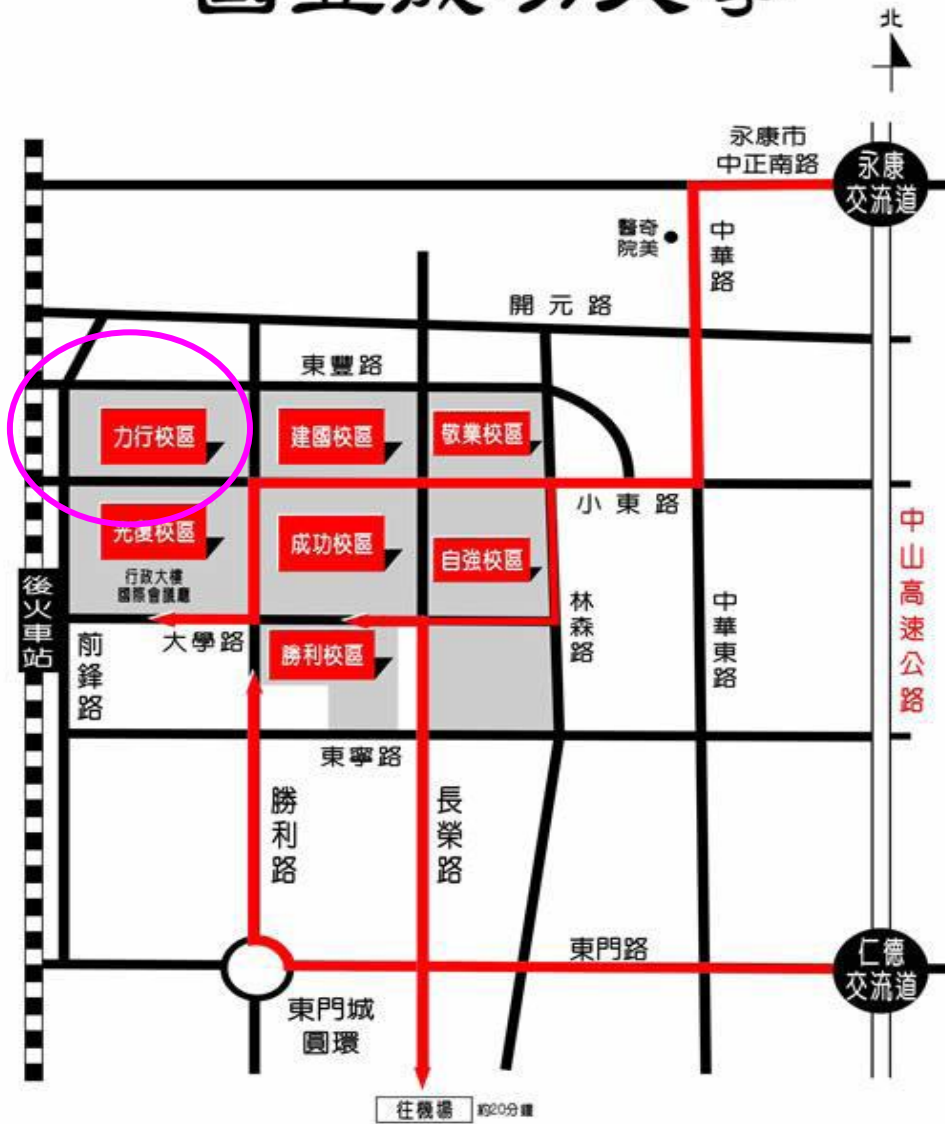 國立成功大學
北
永康市
中正南路
永康
交流道
醫奇
院美
中華路
開元路
東豐路
力行校區
建國校區
敬業校區
小東路
光復校區
成功校區
自強校區
行政大樓
國際會議廳
中山高速公路
後火車站
前鋒路
大學路
勝利校區
林森路
中華東路
東寧路
勝利路
長榮路
東門路
仁德
交流道
東門城
圓環
往機場
約20分鐘